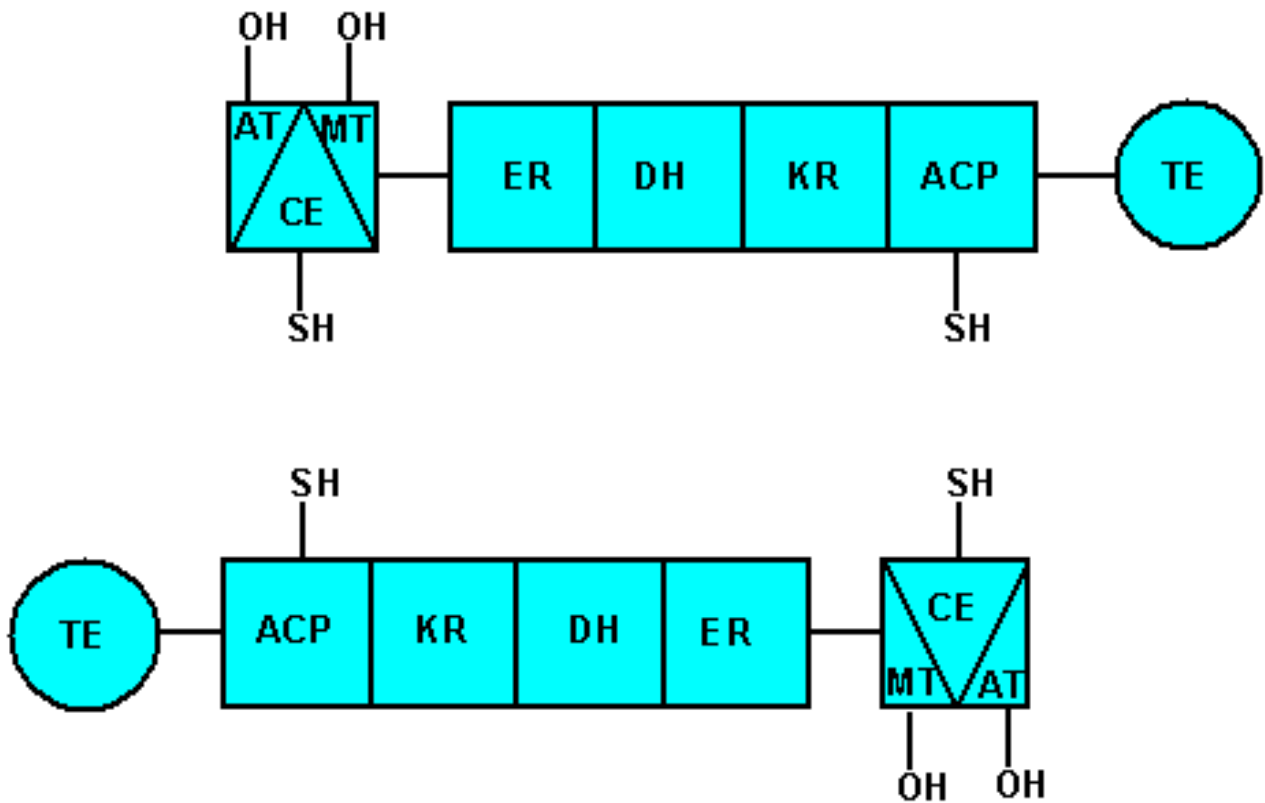 OH OH
AT MT
ER DH KR ACP TE
CE
SH SH
SH SH
CE
TE ACP KR DH ER
MT AT
OH OH